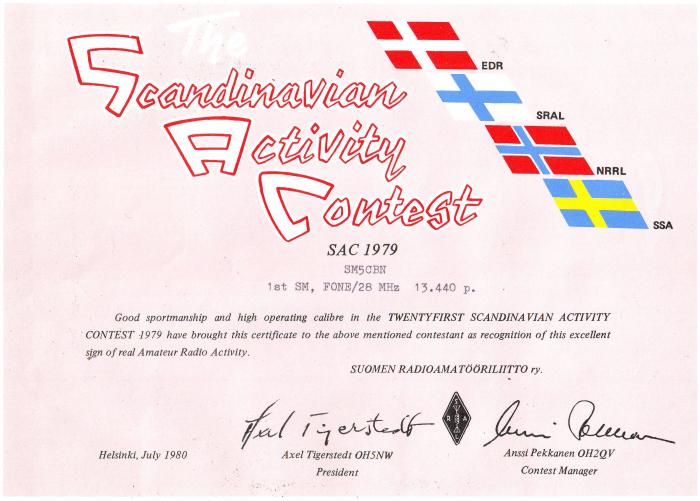 The
Scandinavian
Activity
Contest
EDR
SRAL
NRRL
SSA
SAC 1979
SM5CBN
1st SM, FONE/28 MHz 13.440 p.
Good sportmanship and high operating calibre in the TWENTYFIRST SCANDINAVIAN ACTIVITY
CONTEST 1979 have brought this certificate to the above mentioned contestant as recognition of this excellent
sign of real Amateur Radio Activity.
SUOMEN RADIOAMATÖÖRILIITTO ry.
Axel Tigerstedt
Helsinki, July 1980
Axel Tigerstedt OH5NW
President
Anssi Pekkanen OH2QV
Contest Manager